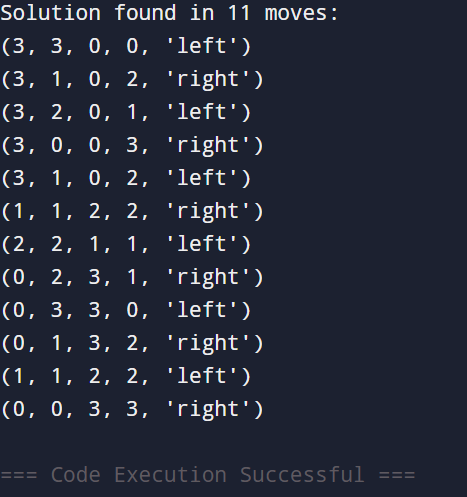 Solution found in 11 moves:
(3, 3, 0, 0, 'left')
(3, 1, 0, 2, 'right')
(3, 2, 0, 1, 'left')
(3, 0, 0, 3, 'right')
(3, 1, 0, 2, 'left')
(1, 1, 2, 2, 'right')
(2, 2, 1, 1, 'left')
(0, 2, 3, 1, 'right')
(0, 3, 3, 0, 'left')
(0, 1, 3, 2, 'right')
(1, 1, 2, 2, 'left')
(0, 0, 3, 3, 'right')
=== Code Execution Successful ===